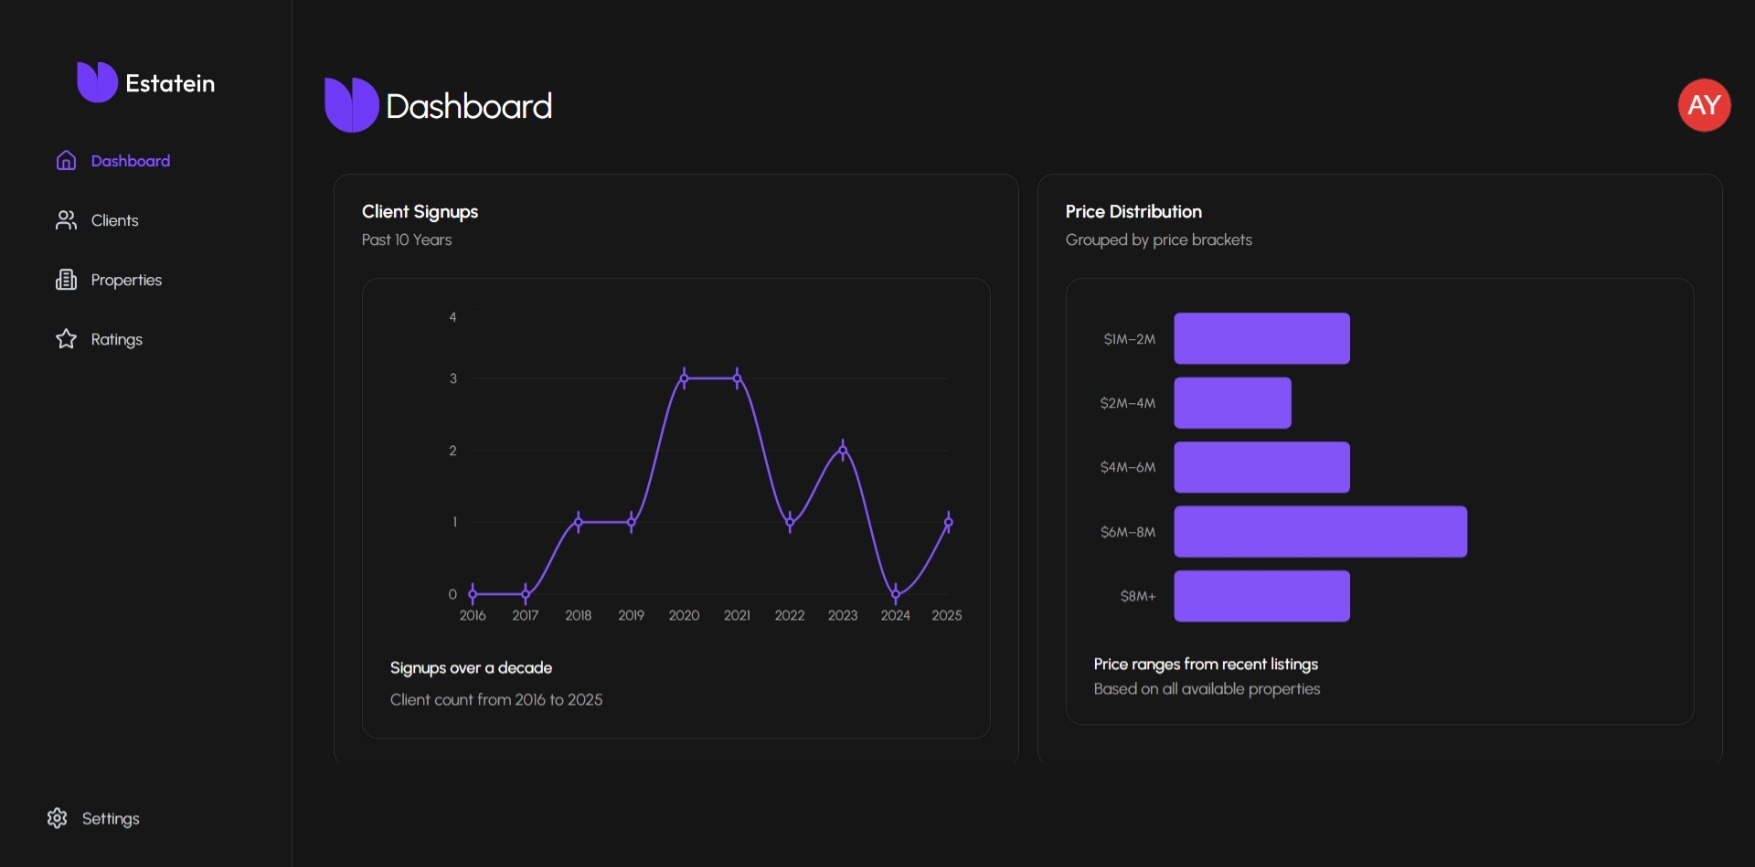 Estatein
Dashboard
Clients
Properties
Ratings
Settings
Dashboard
AY
Client Signups
Past 10 Years
4
3
2
1
0
2016 2017 2018 2019 2020 2021 2022 2023 2024 2025
Signups over a decade
Client count from 2016 to 2025
Price Distribution
Grouped by price brackets
$1M–2M
$2M–4M
$4M–6M
$6M–8M
$8M+
Price ranges from recent listings
Based on all available properties